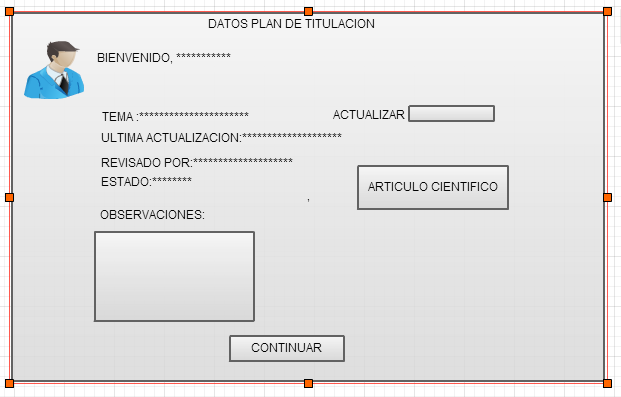 DATOS PLAN DE TITULACION
BIENVENIDO, ***********
TEMA :**********************
ACTUALIZAR
ULTIMA ACTUALIZACION:********************
REVISADO POR:********************
ESTADO:********
ARTICULO CIENTIFICO
,
OBSERVACIONES:
CONTINUAR